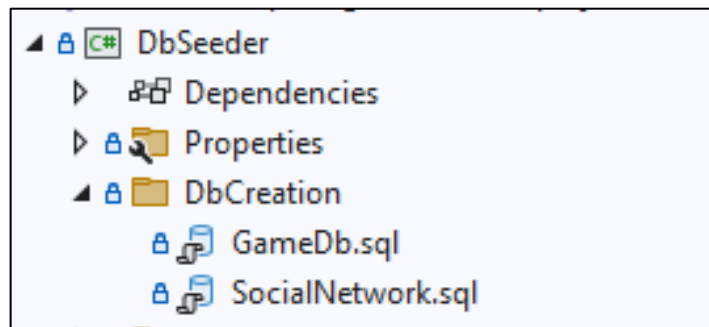 C# DbSeeder
Dependencies
Properties
DbCreation
GameDb.sql
SocialNetwork.sql